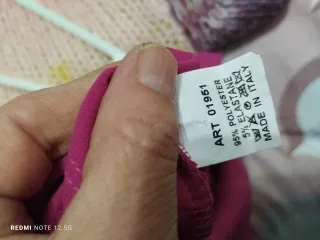 ART 01951
95% POLYESTER
5% ELASTANE
MADE IN ITALY
REDMI NOTE 12 5G